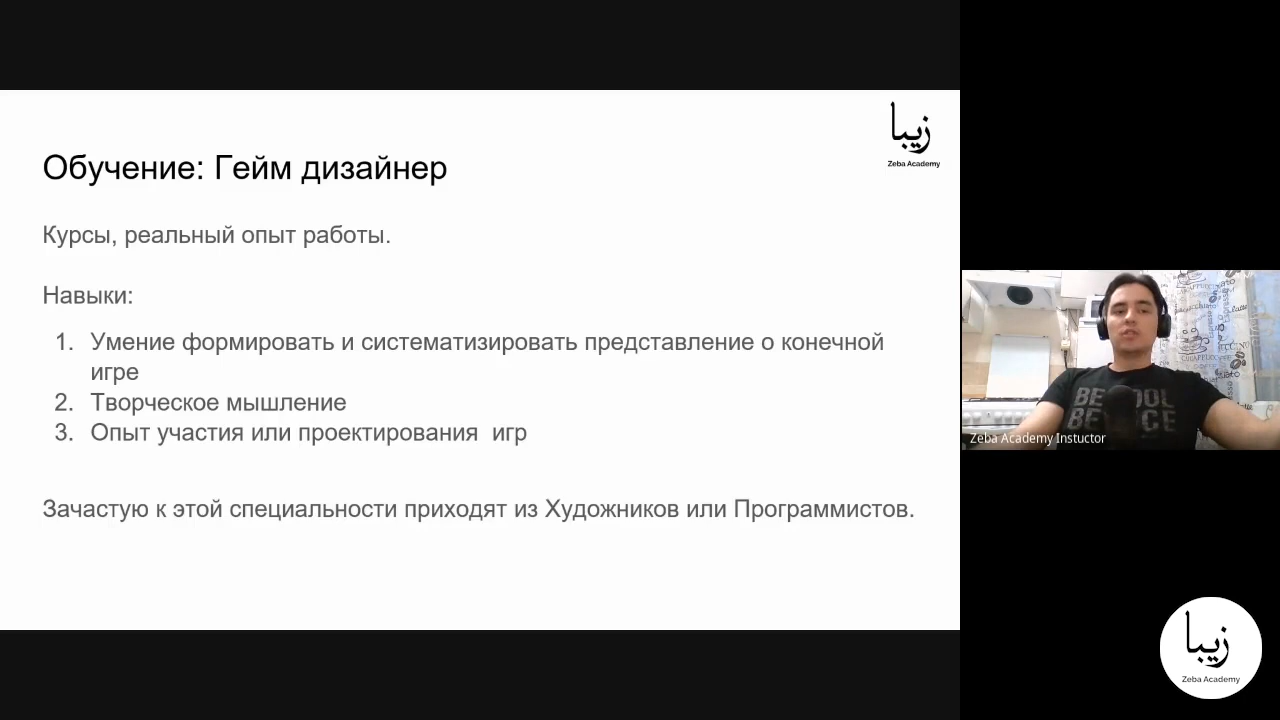 زیبا
Zeba Academy
Обучение: Гейм дизайнер
Курсы, реальный опыт работы.
Навыки:
1. Умение формировать и систематизировать представление о конечной
игре
2. Творческое мышление
3. Опыт участия или проектирования  игр
Зачастую к этой специальности приходят из Художников или Программистов.
Zeba Academy Instuctor
زیبا
Zeba Academy